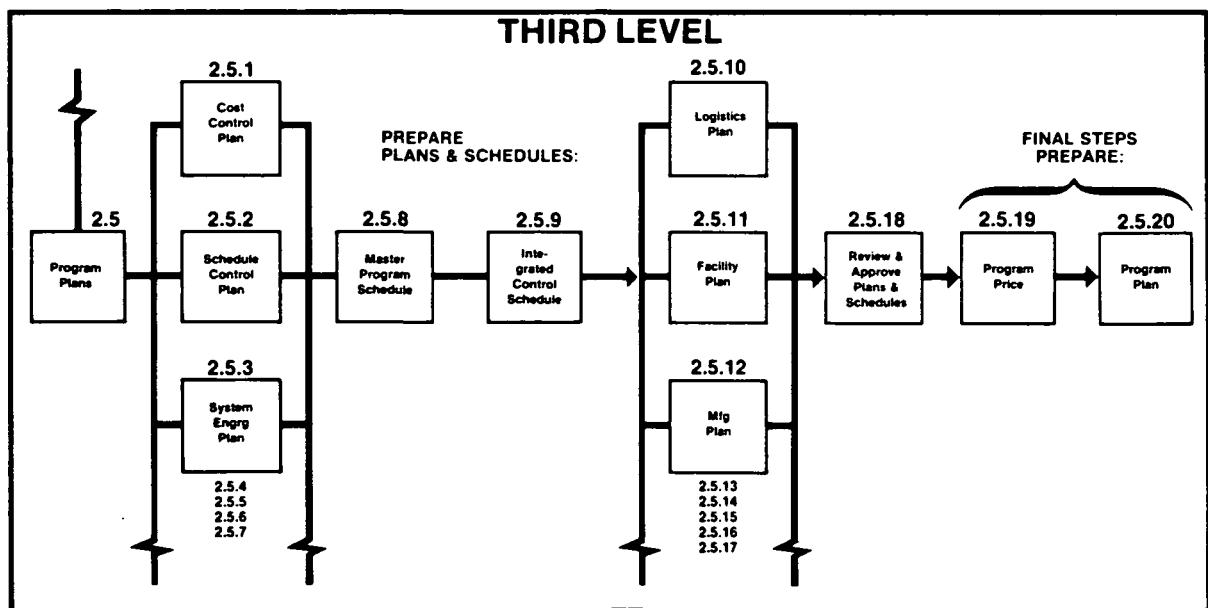 THIRD LEVEL
2.5.1
Cost
Control
Plan
2.5.10
Logistics
Plan
PREPARE
PLANS & SCHEDULES:
FINAL STEPS
PREPARE:
2.5
Program
Plans
2.5.2
Schedule
Control
Plan
2.5.8
Master
Program
Schedule
2.5.9
Inte-
grated
Control
Schedule
2.5.11
Facility
Plan
2.5.18
Review &
Approve
Plans &
Schedules
2.5.19
Program
Price
2.5.20
Program
Plan
2.5.3
System
Engrg
Plan
2.5.4
2.5.5
2.5.6
2.5.7
2.5.12
Mfg
Plan
2.5.13
2.5.14
2.5.15
2.5.16
2.5.17